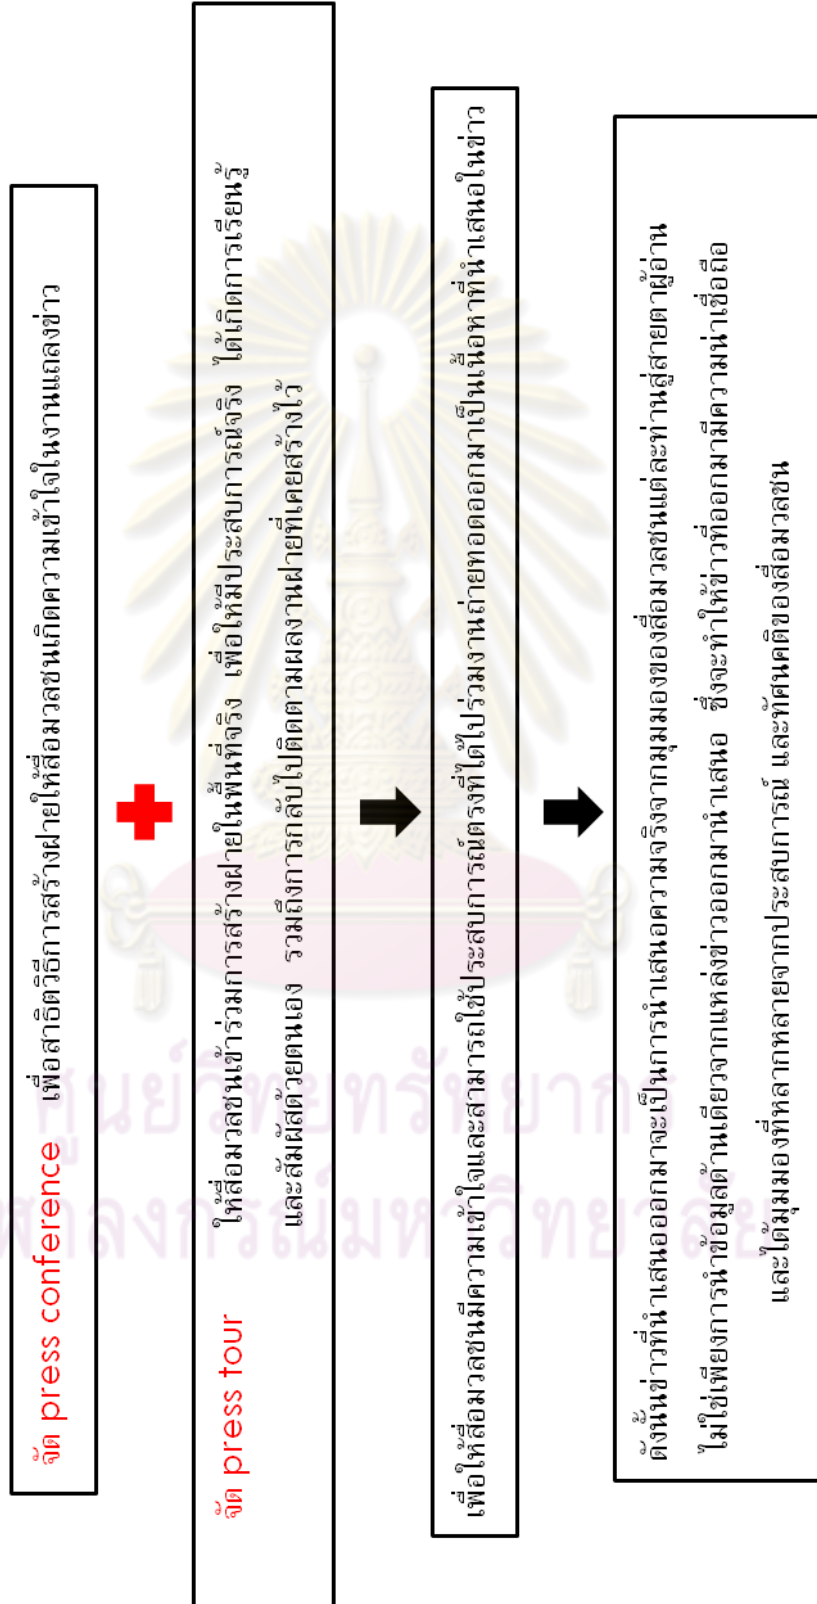 จัด press conference เพื่อสาธิตวิธีการสร้างฝายให้สื่อมวลชนเกิดความเข้าใจในงานแถลงข่าว
จัด press tour ให้สื่อมวลชนเข้าร่วมการสร้างฝายในพื้นที่จริง เพื่อให้มีประสบการณ์จริง ได้เกิดการเรียนรู้
และสัมผัสด้วยตนเอง รวมถึงการกลับไปติดตามผลงานฝายที่เคยสร้างไว้
เพื่อให้สื่อมวลชนมีความเข้าใจและสามารถใช้ประสบการณ์ตรงที่ได้ไปร่วมงานถ่ายทอดออกมาเป็นเนื้อหาที่นำเสนอในข่าว
ดังนั้นข่าวที่นำเสนอออกมาจะเป็นการนำเสนอความจริงจากมุมมองของสื่อมวลชนแต่ละท่านสู่สายตาผู้อ่าน
ไม่ใช่เพียงการนำข้อมูลด้านเดียวจากแหล่งข่าวออกมานำเสนอ ซึ่งจะทำให้ข่าวที่ออกมามีความน่าเชื่อถือ
และได้มุมมองที่หลากหลายจากประสบการณ์ และทัศนคติของสื่อมวลชน
ศูนย์วิทยทรัพยากร
ฬาลงกรณ์มหาวิทยาลัย